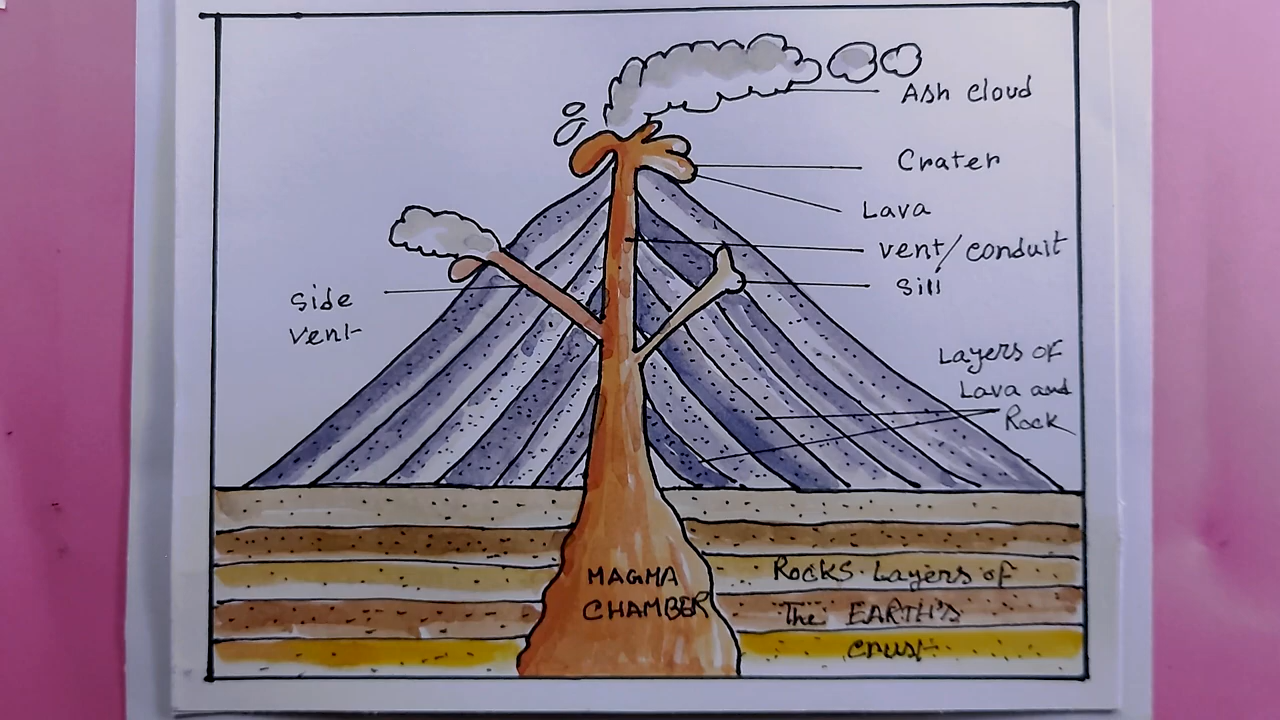 Ash cloud
Crater
Lava
vent/conduit
Sill
Side
vent
Layers of
Lava and
Rock
MAGMA
CHAMBER
Rocks Layers of
The EARTH'S
crust